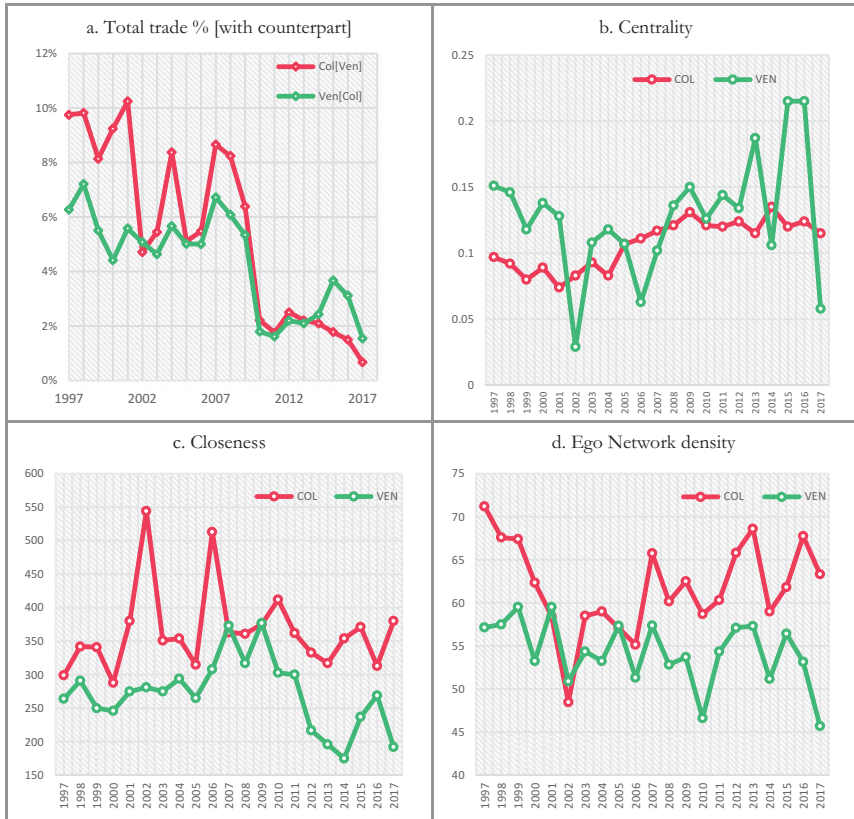 a. Total trade % [with counterpart]
12%
10%
8%
6%
4%
2%
0%
Col[Ven]
Ven[Col]
1997 2002 2007 2012 2017
b. Centrality
0.25
0.2
0.15
0.1
0.05
0
COL VEN
1997 1998 1999 2000 2001 2002 2003 2004 2005 2006 2007 2008 2009 2010 2011 2012 2013 2014 2015 2016 2017
c. Closeness
600
550
500
450
400
350
300
250
200
150
COL VEN
1997 1998 1999 2000 2001 2002 2003 2004 2005 2006 2007 2008 2009 2010 2011 2012 2013 2014 2015 2016 2017
d. Ego Network density
75
70
65
60
55
50
45
40
COL VEN
1997 1998 1999 2000 2001 2002 2003 2004 2005 2006 2007 2008 2009 2010 2011 2012 2013 2014 2015 2016 2017